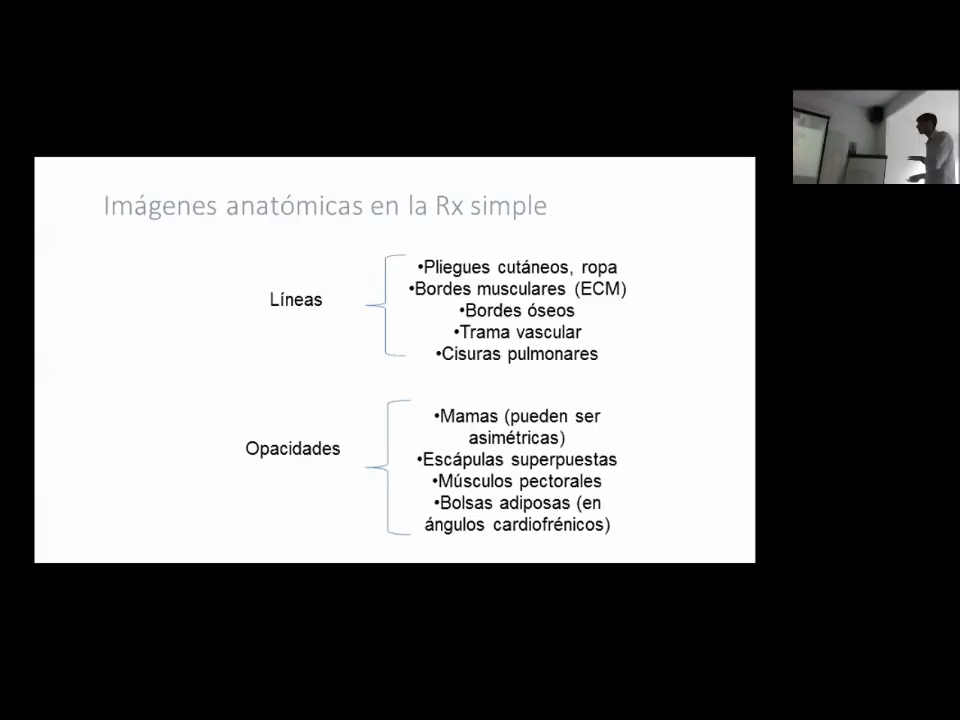 Imágenes anatómicas en la Rx simple
Líneas
•Pliegues cutáneos, ropa
•Bordes musculares (ECM)
•Bordes óseos
•Trama vascular
•Cisuras pulmonares
Opacidades
•Mamas (pueden ser
asimétricas)
•Escápulas superpuestas
•Músculos pectorales
•Bolsas adiposas (en
ángulos cardiofrénicos)